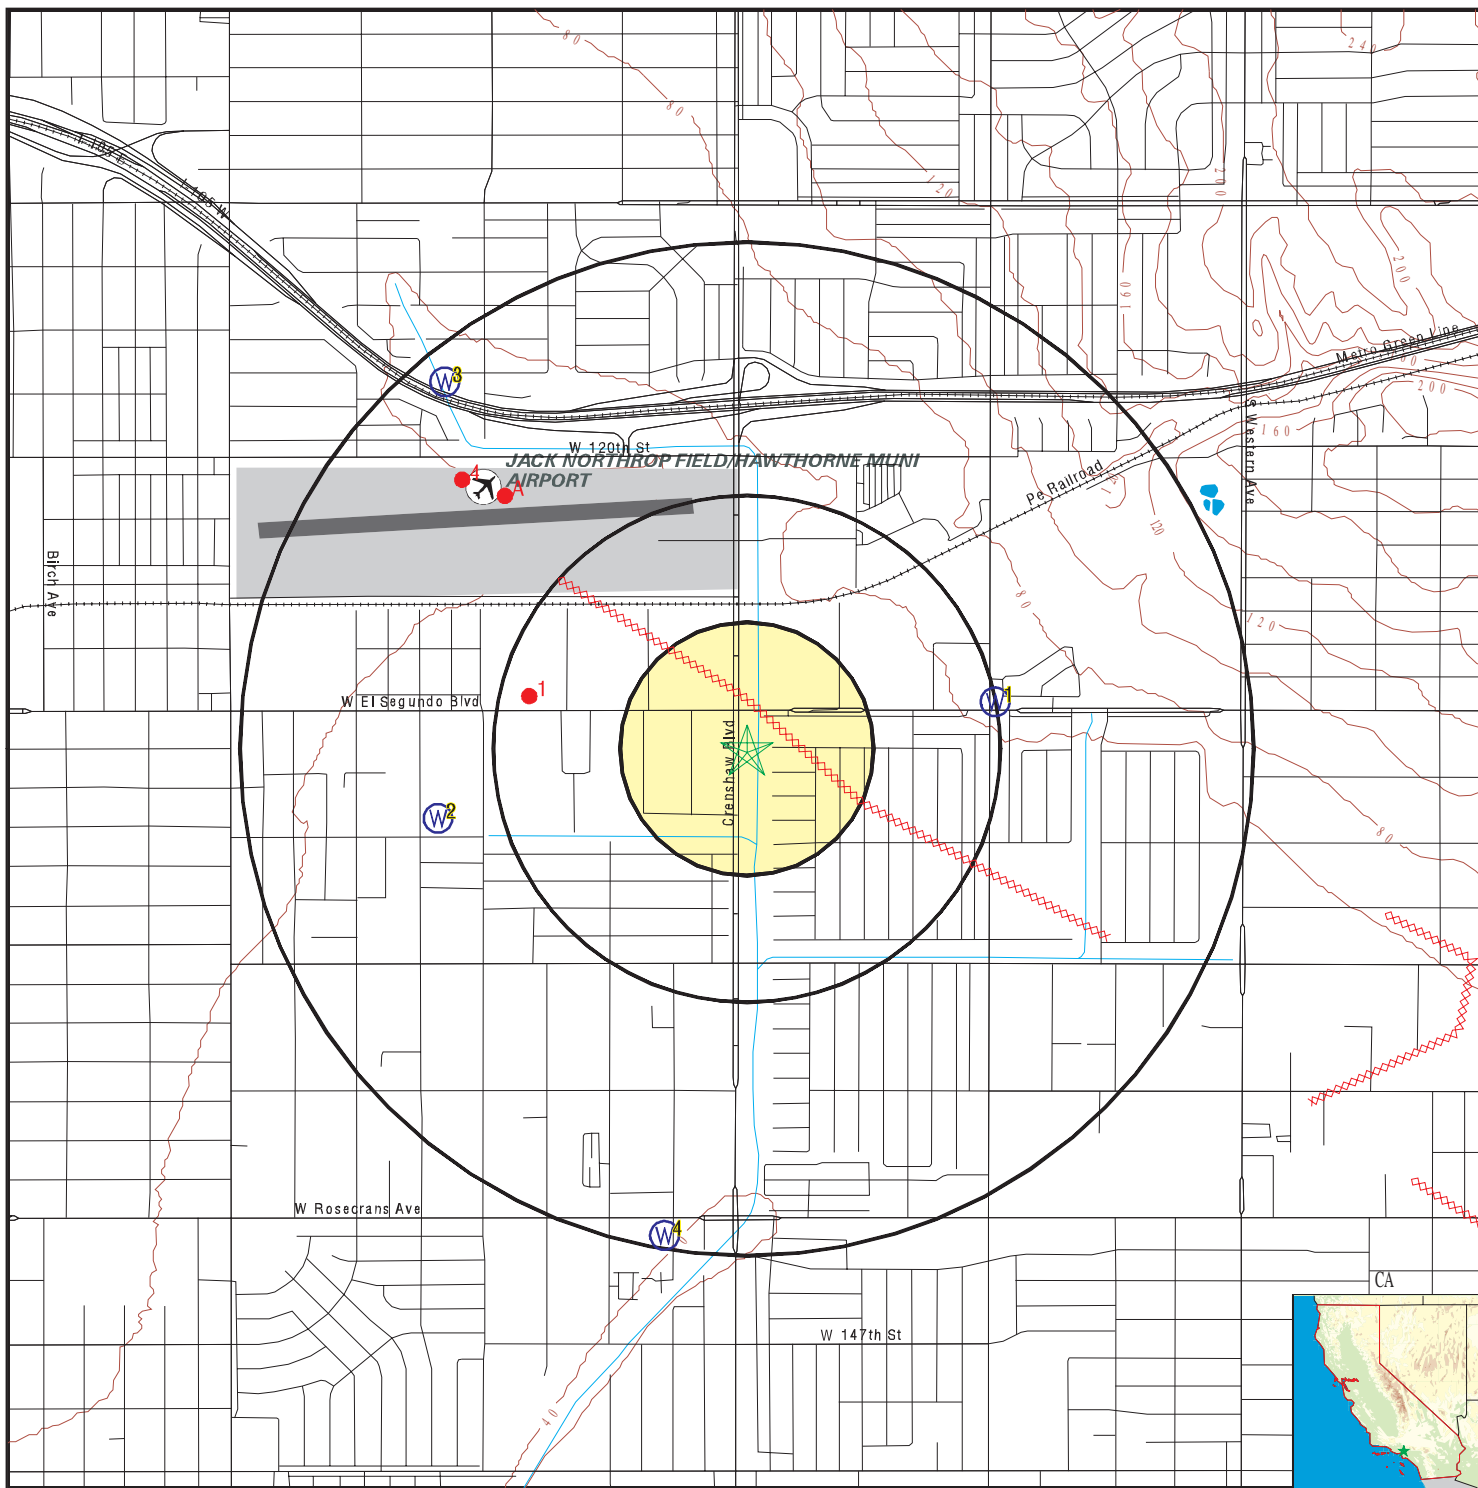 80
240
80
I-105 E
120
200
I-105 W
200
160
Metro Green Line
W3
200
S Western Ave
160
W 120th St
JACK NORTHROP FIELD/HAWTHORNE MUNI
AIRPORT
4
A
Pe Railroad
120
Birch Ave
80
120
1
W El Segundo Blvd
W1
Crenshaw Blvd
W2
80
W Rosecrans Ave
W4
CA
W 147th St
40